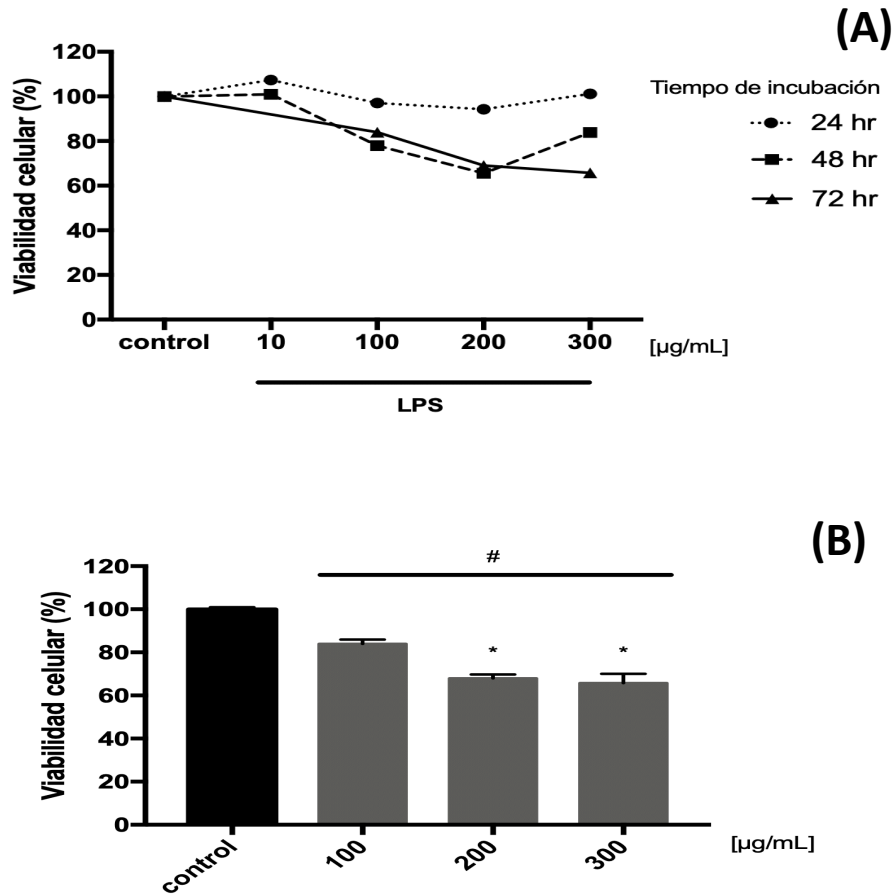 (A)
Viabilidad celular (%)
120
100
80
60
40
20
0
control 10 100 200 300 [µg/mL]
LPS
Tiempo de incubación
24 hr
48 hr
72 hr
(B)
Viabilidad celular (%)
120
100
80
60
40
20
0
#
* *
control 100 200 300 [µg/mL]